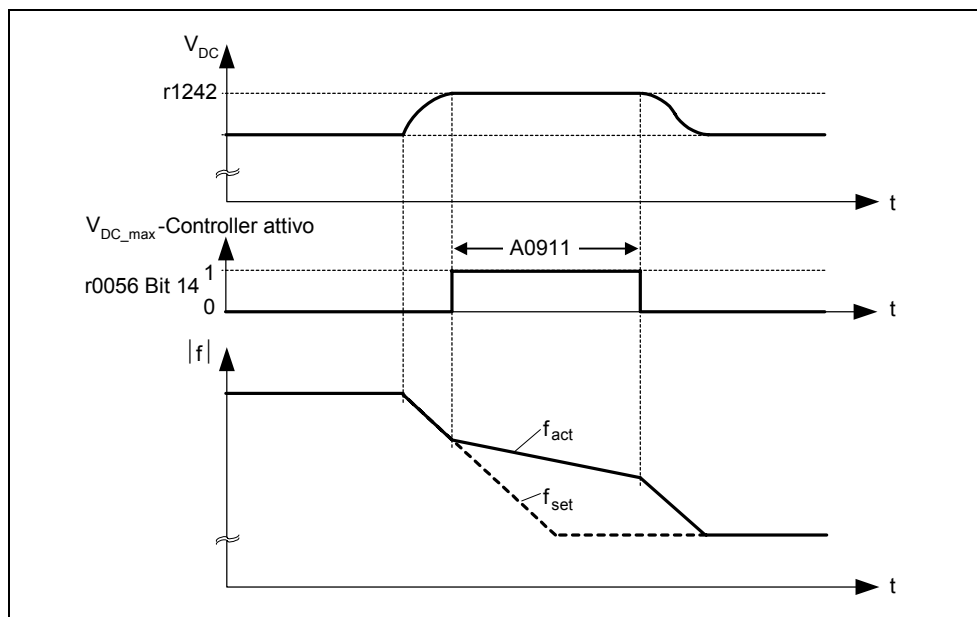 V_DC
r1242
t
V_DC_max-Controller attivo
A0911
r0056 Bit 14
1
0
t
|f|
f_act
f_set
t